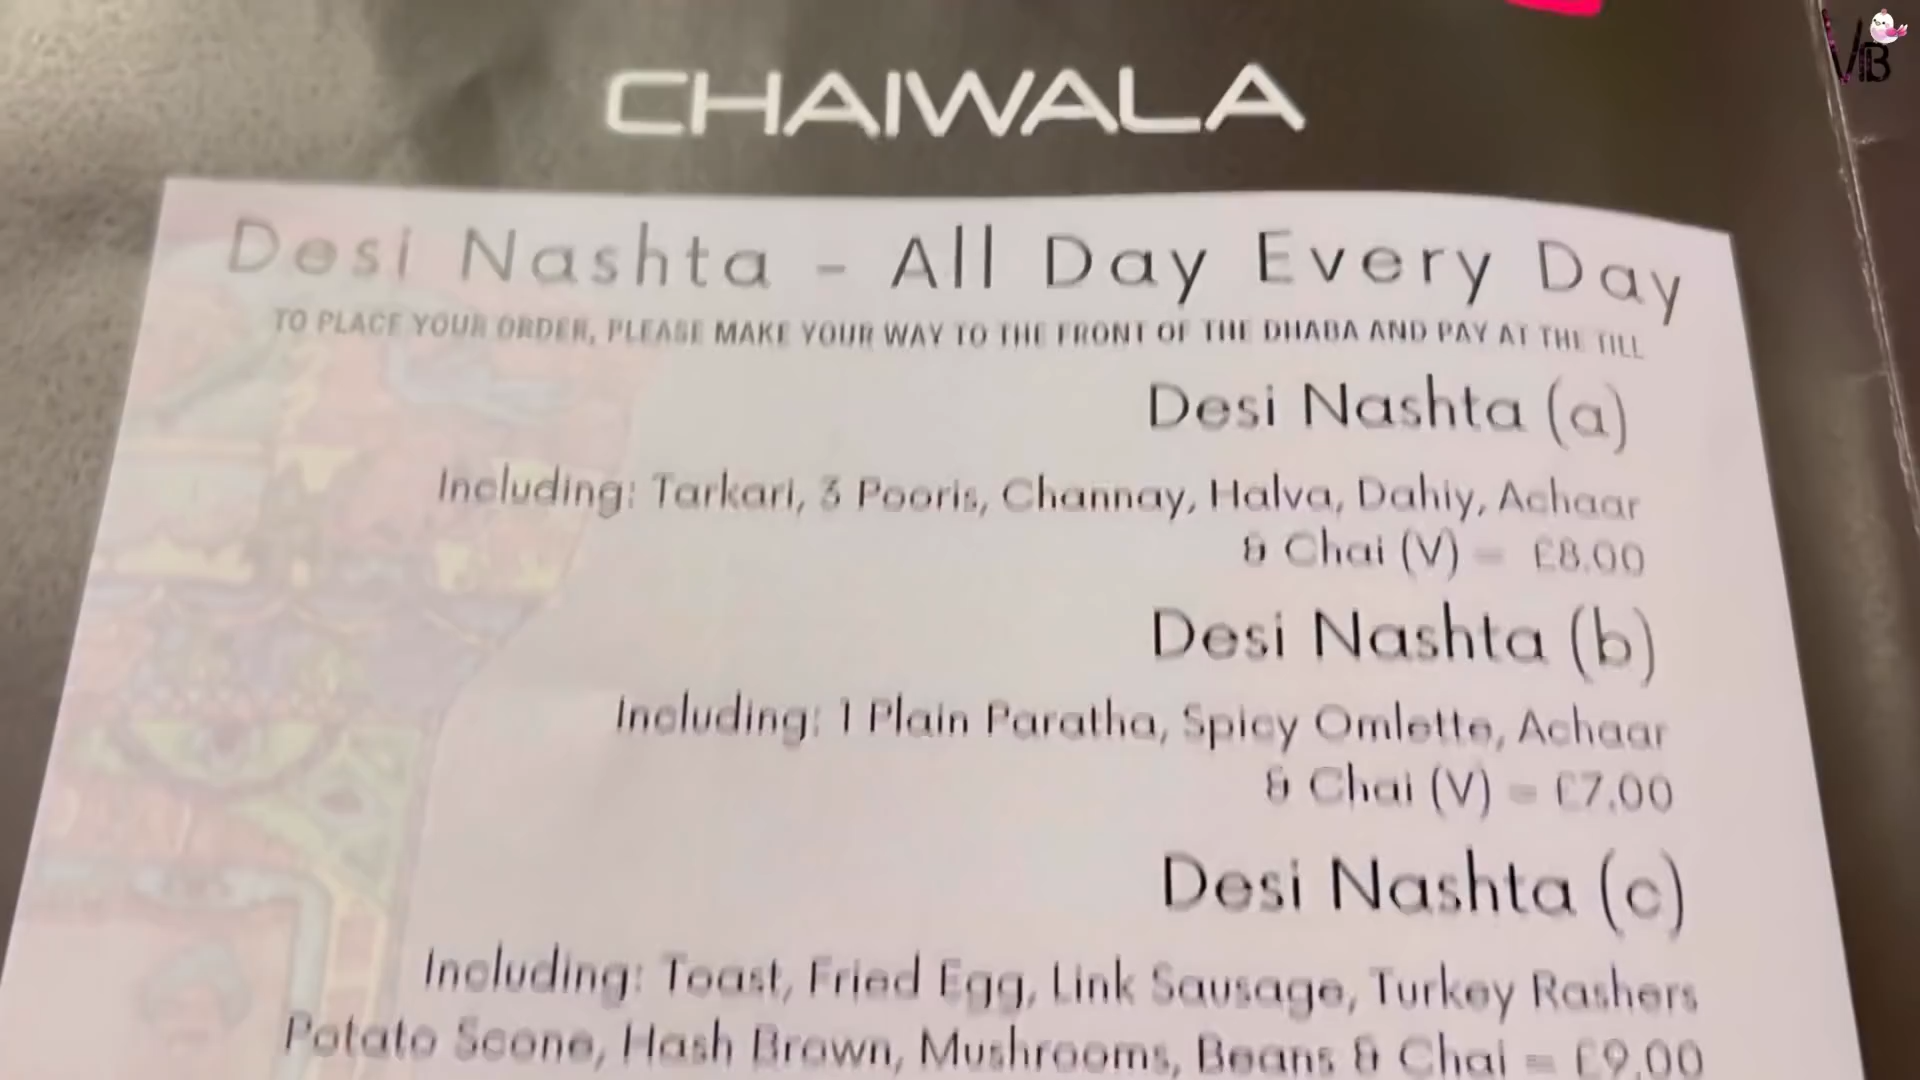 VB
CHAIWALA
Desi Nashta - All Day Every Day
TO PLACE YOUR ORDER, PLEASE MAKE YOUR WAY TO THE FRONT OF THE DHABA AND PAY AT THE TILL
Desi Nashta (a)
Including: Tarkari, 3 Pooris, Channay, Halva, Dahiy, Achaar
& Chai (V) = £8.00
Desi Nashta (b)
Including: 1 Plain Paratha, Spicy Omlette, Achaar
& Chai (V) = £7.00
Desi Nashta (c)
Including: Toast, Fried Egg, Link Sausage, Turkey Rashers
Potato Scone, Hash Brown, Mushrooms, Beans & Chai = £9.00